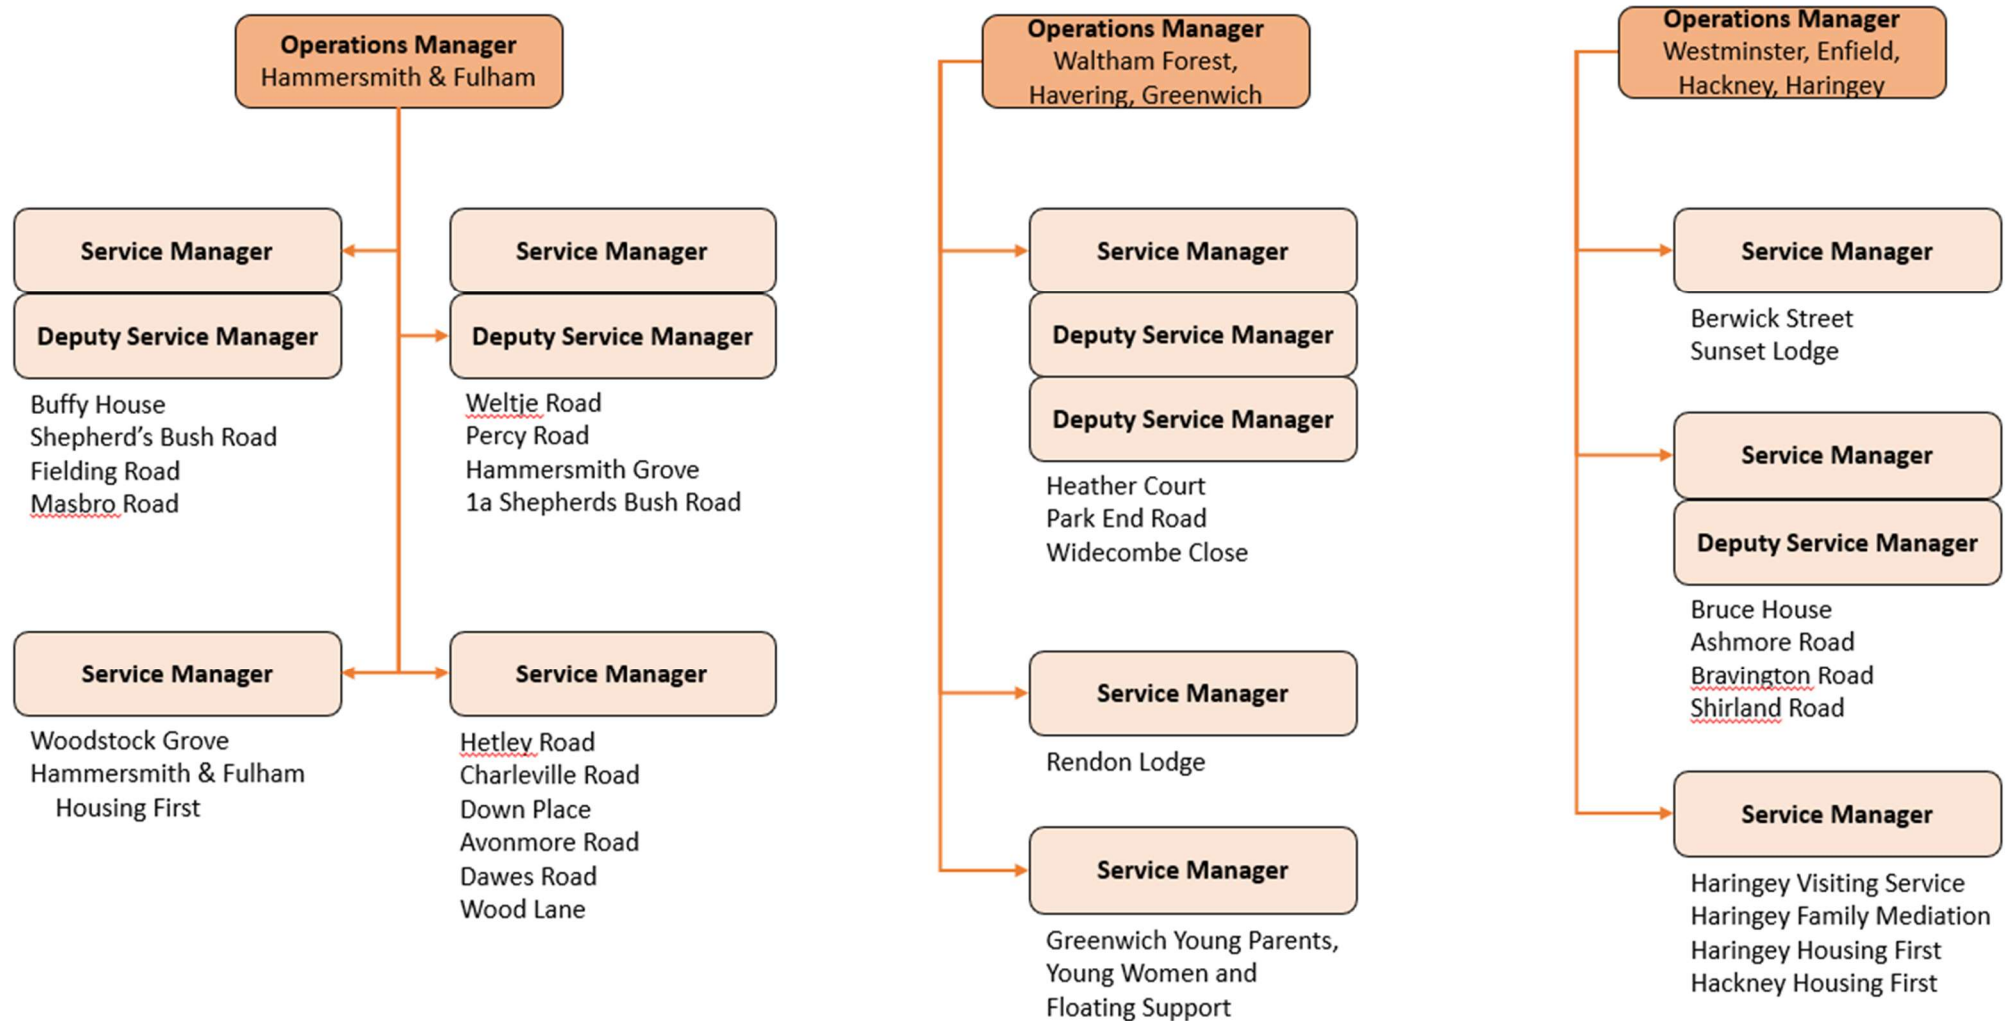 Operations Manager
Hammersmith & Fulham
Service Manager
Deputy Service Manager
Buffy House
Shepherd’s Bush Road
Fielding Road
Masbro Road
Service Manager
Deputy Service Manager
Weltje Road
Percy Road
Hammersmith Grove
1a Shepherds Bush Road
Service Manager
Woodstock Grove
Hammersmith & Fulham
Housing First
Service Manager
Hetley Road
Charleville Road
Down Place
Avonmore Road
Dawes Road
Wood Lane
Operations Manager
Waltham Forest,
Havering, Greenwich
Service Manager
Deputy Service Manager
Deputy Service Manager
Heather Court
Park End Road
Widecombe Close
Service Manager
Rendon Lodge
Service Manager
Greenwich Young Parents,
Young Women and
Floating Support
Operations Manager
Westminster, Enfield,
Hackney, Haringey
Service Manager
Berwick Street
Sunset Lodge
Service Manager
Deputy Service Manager
Bruce House
Ashmore Road
Bravington Road
Shirland Road
Service Manager
Haringey Visiting Service
Haringey Family Mediation
Haringey Housing First
Hackney Housing First